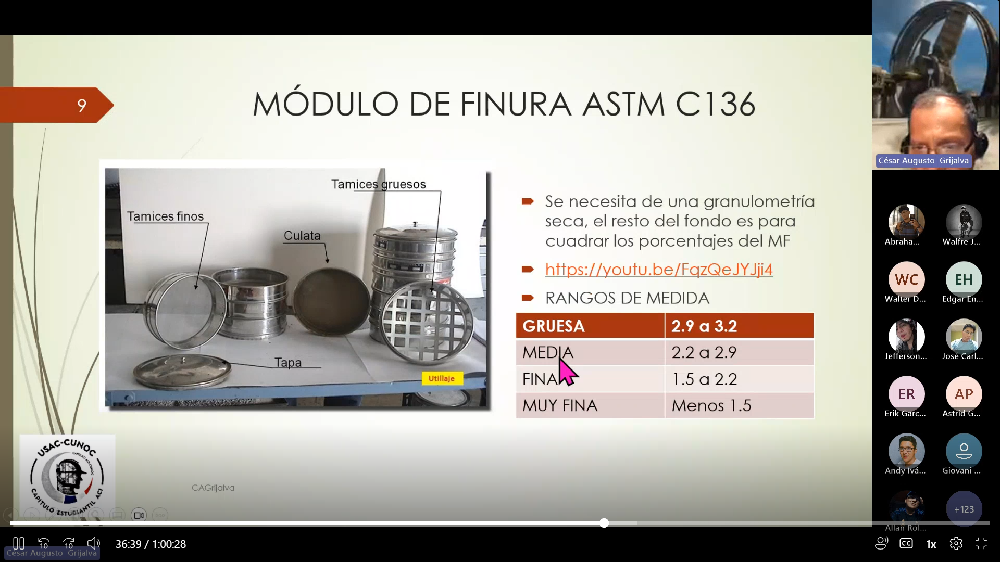 9
MÓDULO DE FINURA ASTM C136
Tamices gruesos
Tamices finos
Culata
Tapa
Utillaje
Se necesita de una granulometría
seca, el resto del fondo es para
cuadrar los porcentajes del MF
https://youtu.be/FqzQeJYJji4
RANGOS DE MEDIDA
GRUESA 2.9 a 3.2
MEDIA 2.2 a 2.9
FINA 1.5 a 2.2
MUY FINA Menos 1.5
USAC-CUNOC
CAPITULO ACI-CUNOC
CAPITULO ESTUDIANTIL ACI
CAGrijalva
César Augusto Grijalva
Abraha...
Walfre J...
WC
Walter D...
EH
Edgar En...
Jefferson...
José Carl...
ER
Erik Garc...
AP
Astrid G...
Andy Ivá...
Giovani ...
Allan Rol...
+123
10
10
36:39 / 1:00:28
César Augusto Grijalva
CC
1x